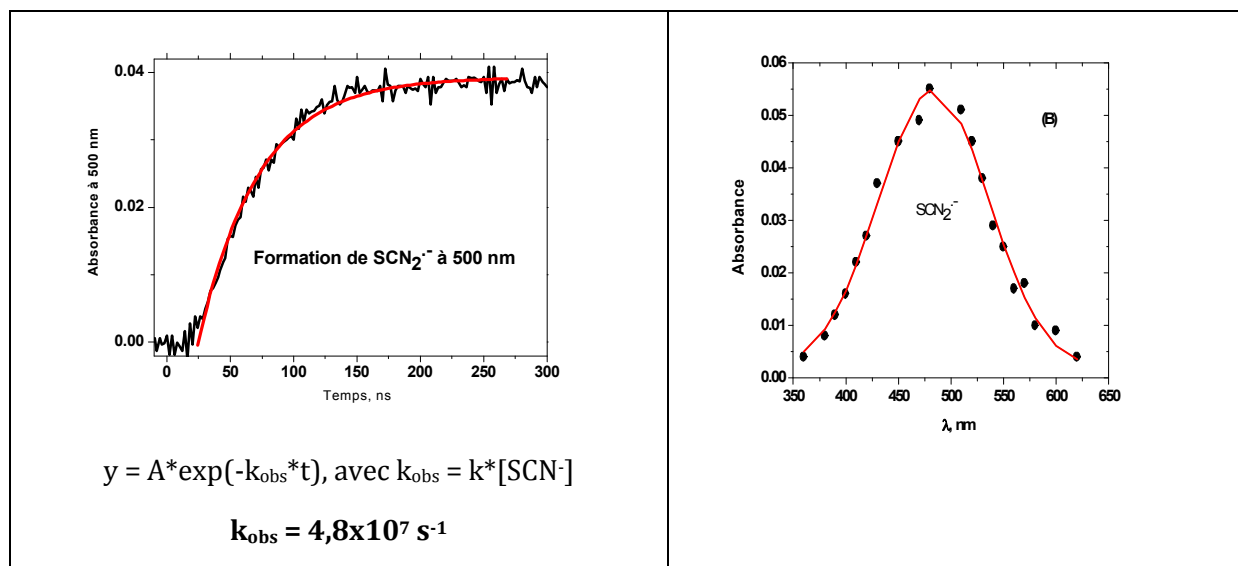 0.04
0.02
0.00
Absorbance à 500 nm
Formation de SCN₂·⁻ à 500 nm
0 50 100 150 200 250 300
Temps, ns
y = A*exp(-kobs*t), avec kobs = k*[SCN-]
kobs = 4,8x10⁷ s-1
0.06
0.05
0.04
0.03
0.02
0.01
0.00
Absorbance
(B)
SCN₂·⁻
350 400 450 500 550 600 650
λ, nm